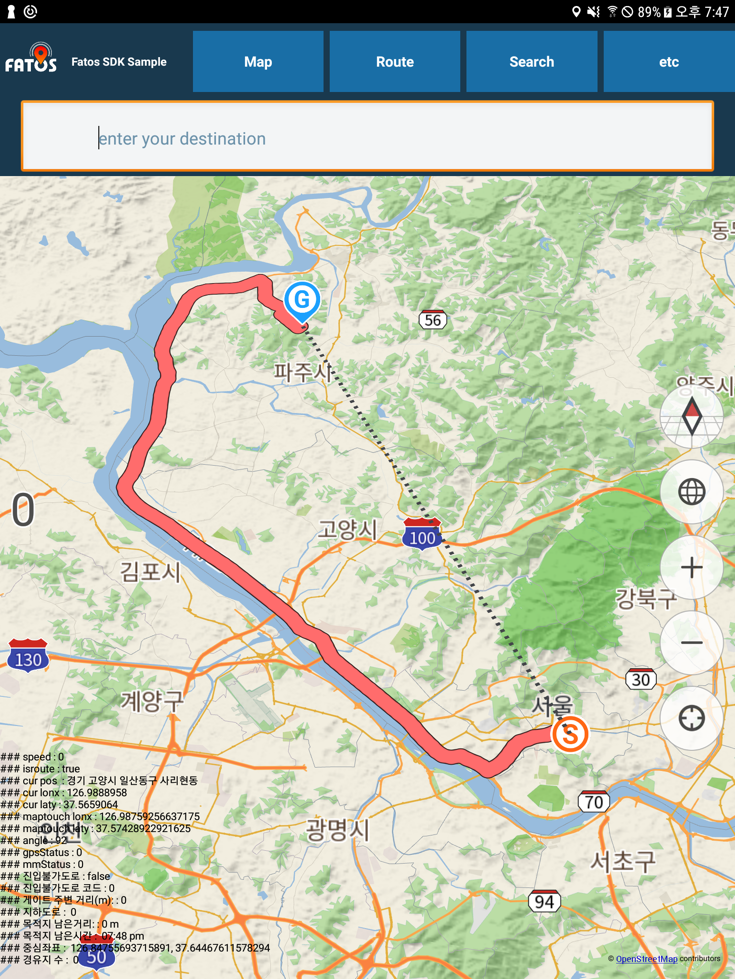 89% 오후 7:47
FATOS Fatos SDK Sample Map Route Search etc
enter your destination
동두
56
파주시
양주시
0
고양시
100
김포시
강북구
130
30
계양구
서울
S
G
70
광명시
서초구
94
인천
50
### speed : 0
### isroute : true
### cur pos : 경기 고양시 일산동구 사리현동
### cur lonx : 126.9888958
### cur laty : 37.5659064
### maptouch lonx : 126.98759256637175
### maptouch laty : 37.57428922921625
### angle : 92
### gpsStatus : 0
### mmStatus : 0
### 진입불가도로 : false
### 진입불가도로 코드 : 0
### 게이트 주변 거리(m) : : 0
### 지하도로 : 0
### 목적지 남은거리: : 0 m
### 목적지 남은시간 : 07:48 pm
### 중심좌표 : 126.84755693715891, 37.64467611578294
### 경유지 수 : 0
© OpenStreetMap contributors